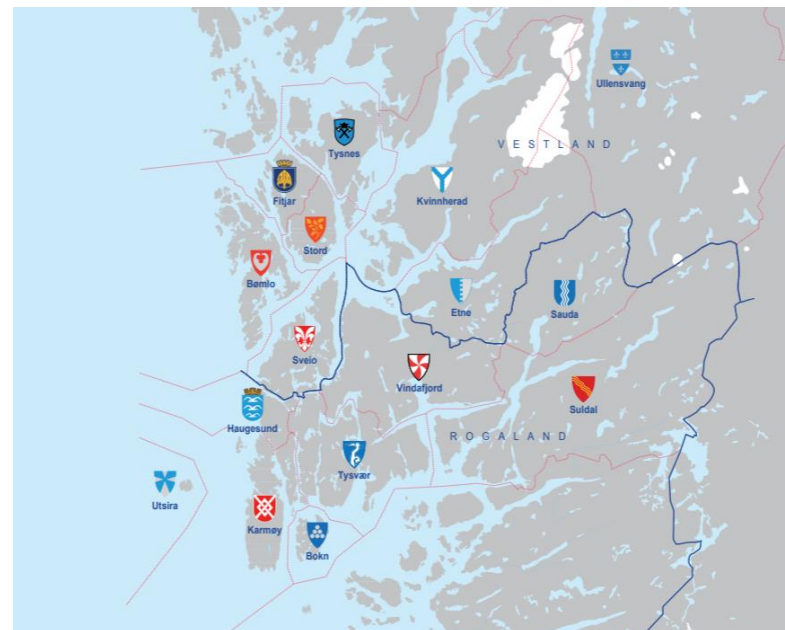 Ullensvang
VESTLAND
Tysnes
Fitjar
Kvinnherad
Stord
Bømlo
Etne
Sauda
Sveio
Vindafjord
Suldal
Haugesund
ROGALAND
Tysvær
Utsira
Karmøy
Bokn